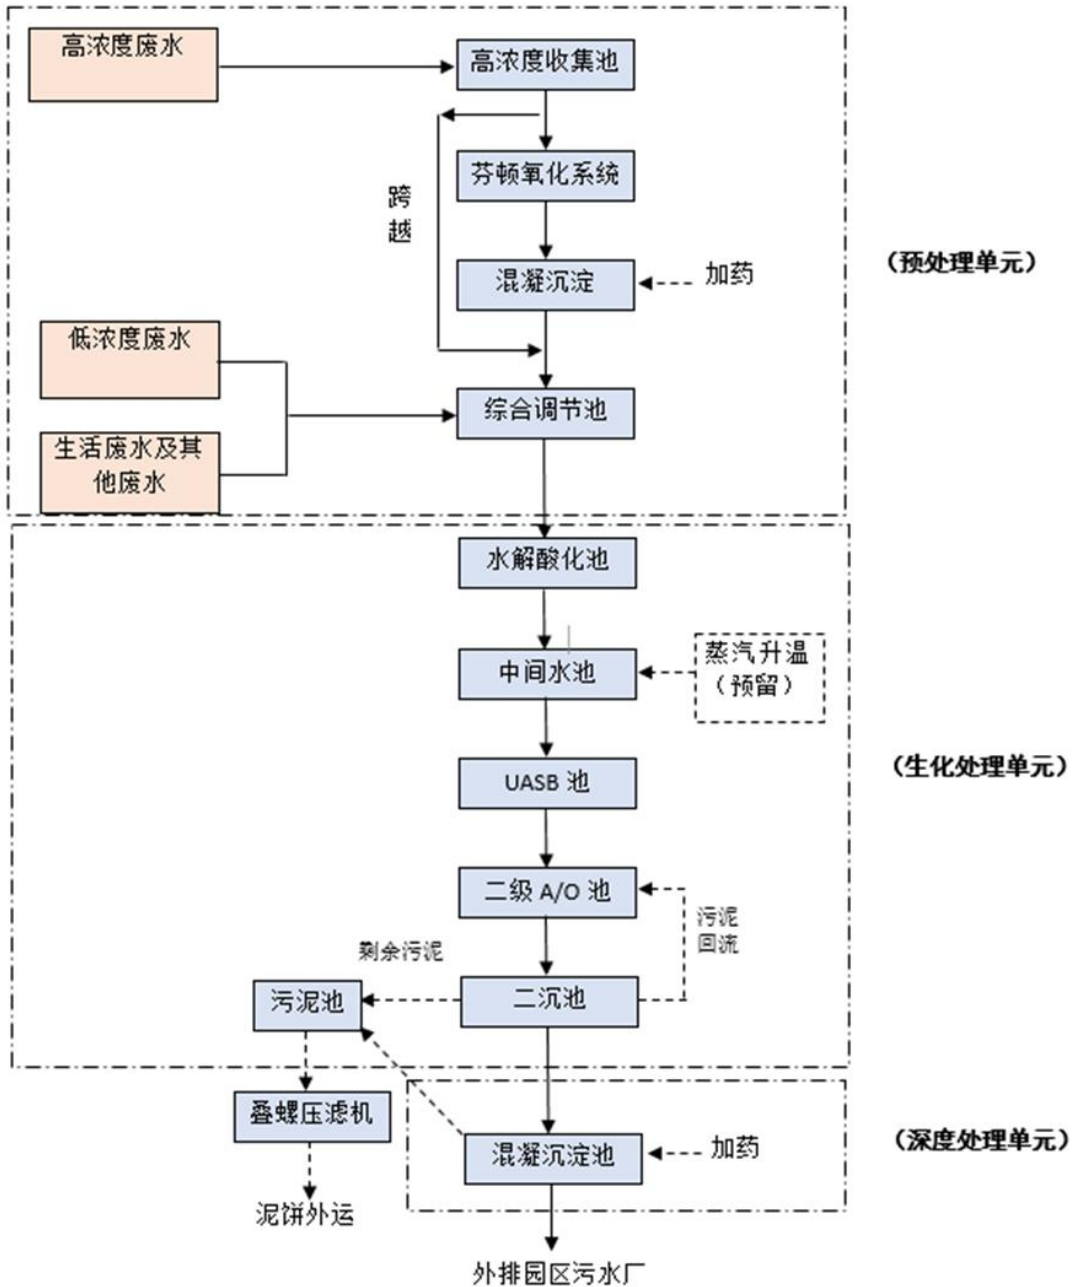 高浓度废水
高浓度收集池
芬顿氧化系统
跨
越
混凝沉淀
加药
（预处理单元）
低浓度废水
综合调节池
生活废水及其
他废水
水解酸化池
中间水池
蒸汽升温
（预留）
UASB 池
（生化处理单元）
二级 A/O 池
污泥
回流
剩余污泥
污泥池
二沉池
叠螺压滤机
混凝沉淀池
加药
（深度处理单元）
泥饼外运
外排园区污水厂